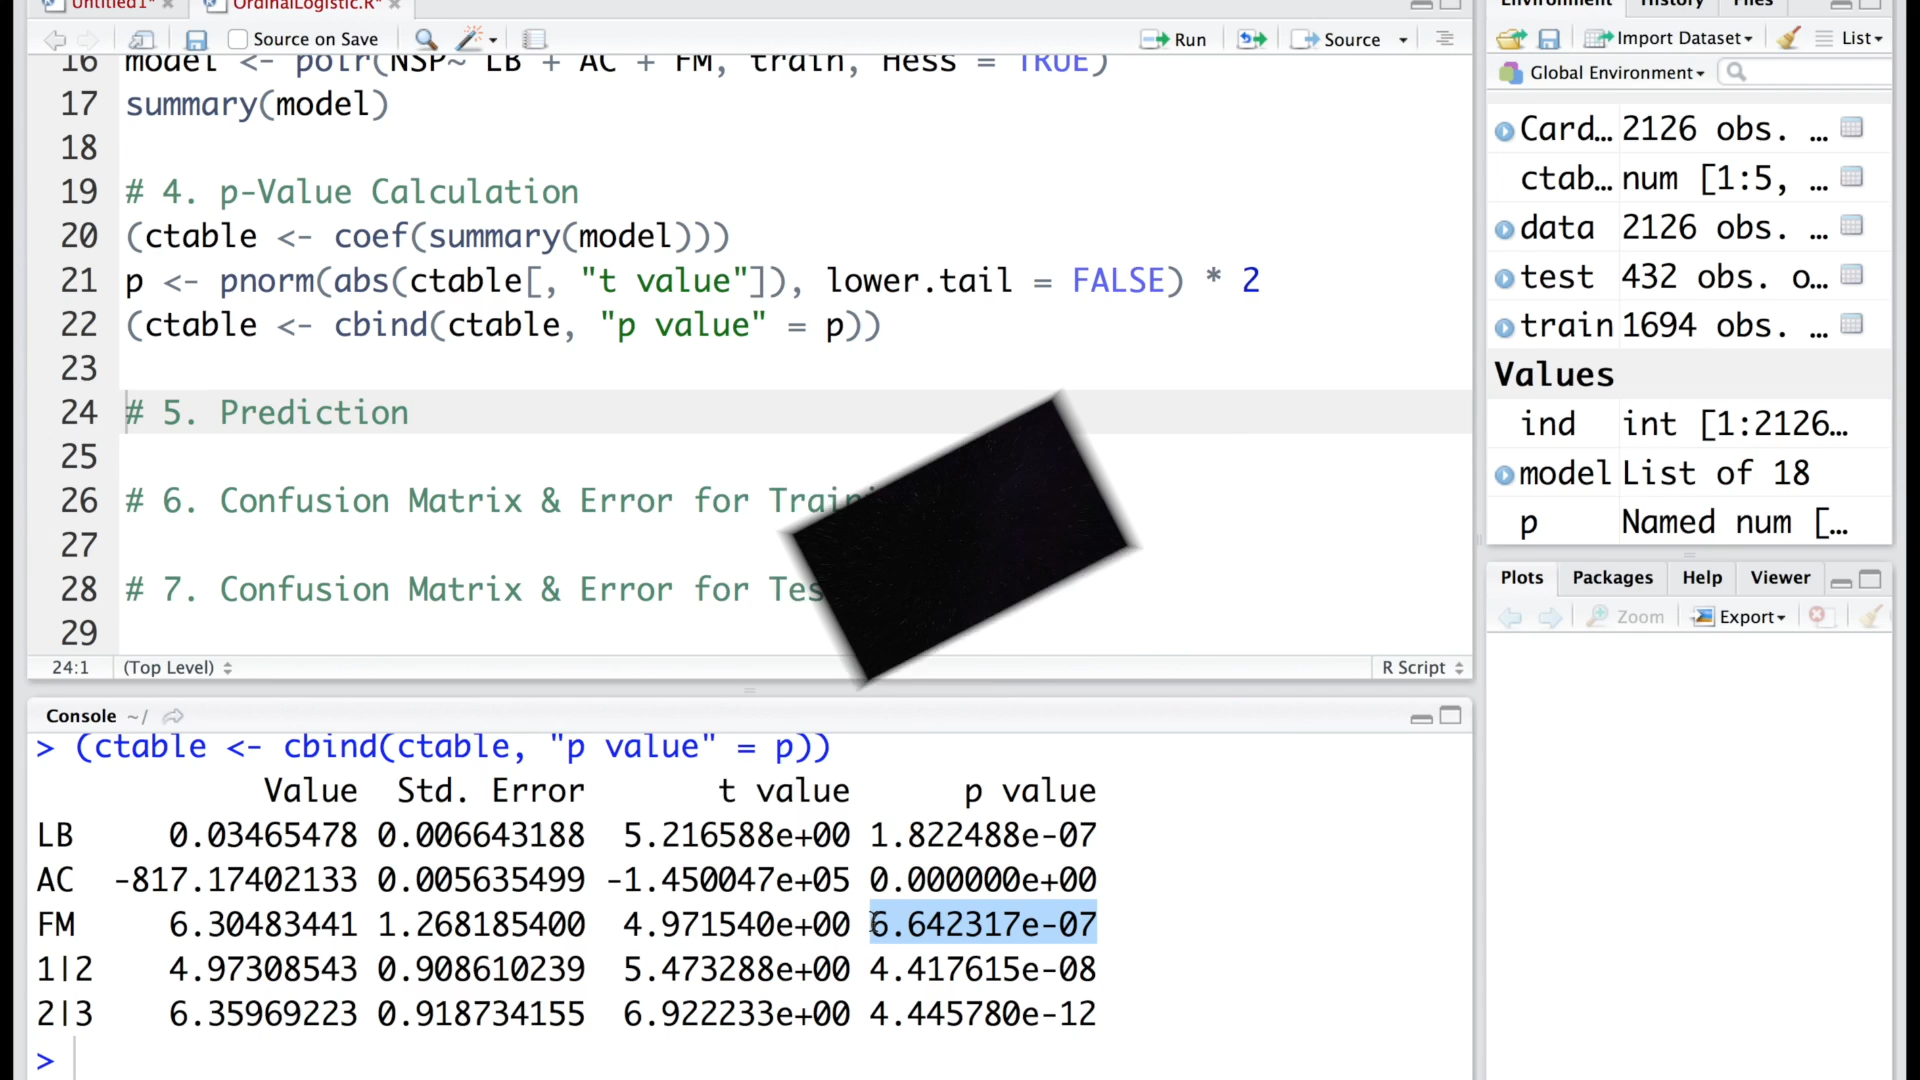 Untitled1*
OrdinalLogistic.R*
Source on Save
Run
Source
16 model <- polr(NSP~ LB + AC + FM, train, Hess = TRUE)
17 summary(model)
18
19 # 4. p-Value Calculation
20 (ctable <- coef(summary(model)))
21 p <- pnorm(abs(ctable[, "t value"]), lower.tail = FALSE) * 2
22 (ctable <- cbind(ctable, "p value" = p))
23
24 # 5. Prediction
25
26 # 6. Confusion Matrix & Error for Traini
27
28 # 7. Confusion Matrix & Error for Tes
29
24:1 (Top Level) R Script
Console ~/
> (ctable <- cbind(ctable, "p value" = p))
Value Std. Error t value p value
LB 0.03465478 0.006643188 5.216588e+00 1.822488e-07
AC -817.17402133 0.005635499 -1.450047e+05 0.000000e+00
FM 6.30483441 1.268185400 4.971540e+00 6.642317e-07
1|2 4.97308543 0.908610239 5.473288e+00 4.417615e-08
2|3 6.35969223 0.918734155 6.922233e+00 4.445780e-12
>
Environment History Files
Import Dataset List
Global Environment
Card… 2126 obs. …
ctab… num [1:5, …
data 2126 obs. …
test 432 obs. o…
train 1694 obs. …
Values
ind int [1:2126…
model List of 18
p Named num […
Plots Packages Help Viewer
Zoom Export